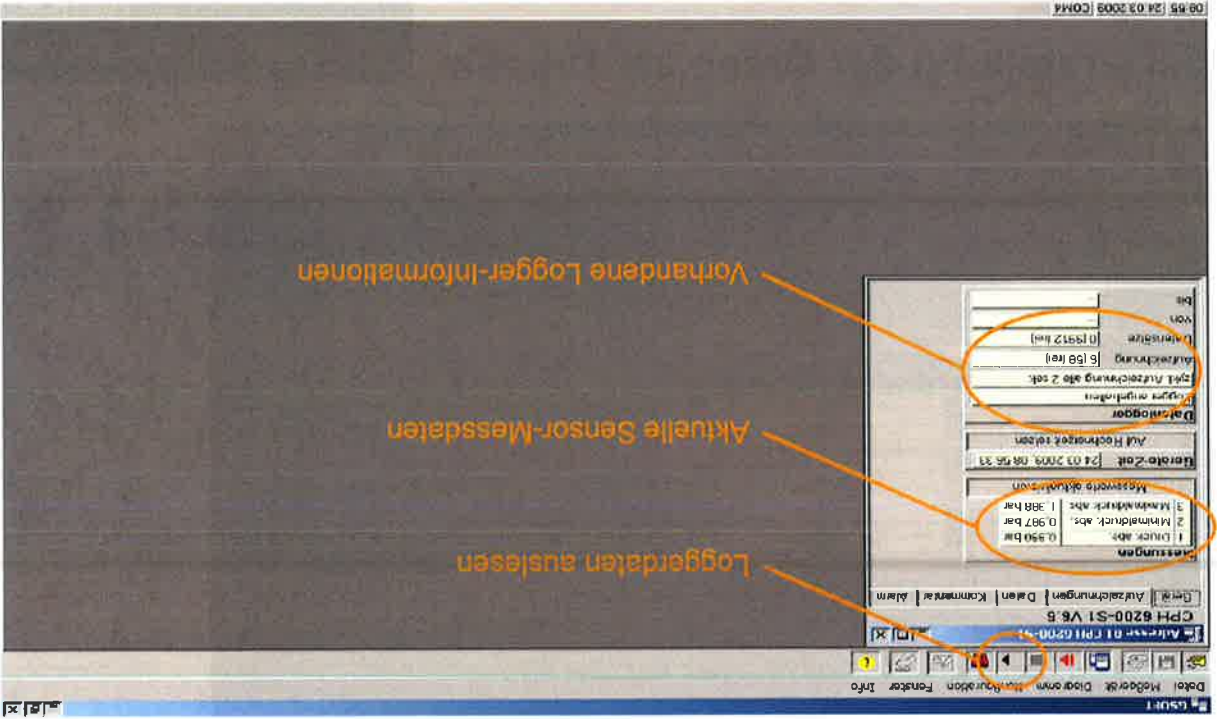 GSOFT
Datei Meßgerät Diagramm Konfiguration Fenster Info
Adresse 01 CPH 6200-S1
CPH 6200-S1 V6.5
Gerät Aufzeichnungen Daten Kommentar Alarm
Messungen
1 Druck abs. 0,990 bar
2 Minimaldruck abs. 0,987 bar
3 Maximaldruck abs. 1,388 bar
Messwerte aktualisieren
Geräte-Zeit 24.03.2009, 08:56:33
Auf Rechnerzeit setzen
Datenlogger
Logger angehalten
zykl. Aufzeichnung alle 2 sek.
Aufzeichnung 6 (58 frei)
Datensätze 0 (9912 frei)
von
bis
Loggerdaten auslesen
Aktuelle Sensor-Messdaten
Vorhandene Logger-Informationen
24.03.2009 COM4